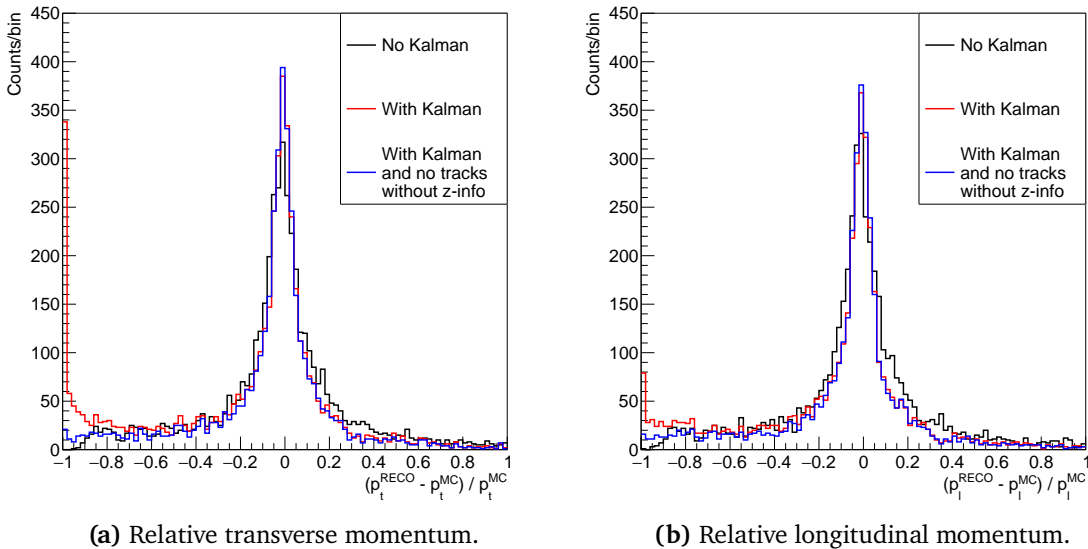 Counts/bin
450
400
350
300
250
200
150
100
50
0
No Kalman
With Kalman
With Kalman
and no tracks
without z-info
−1 −0.8 −0.6 −0.4 −0.2 0 0.2 0.4 0.6 0.8 1
(p_t^RECO - p_t^MC) / p_t^MC
(a) Relative transverse momentum.
Counts/bin
450
400
350
300
250
200
150
100
50
0
No Kalman
With Kalman
With Kalman
and no tracks
without z-info
−1 −0.8 −0.6 −0.4 −0.2 0 0.2 0.4 0.6 0.8 1
(p_l^RECO - p_l^MC) / p_l^MC
(b) Relative longitudinal momentum.